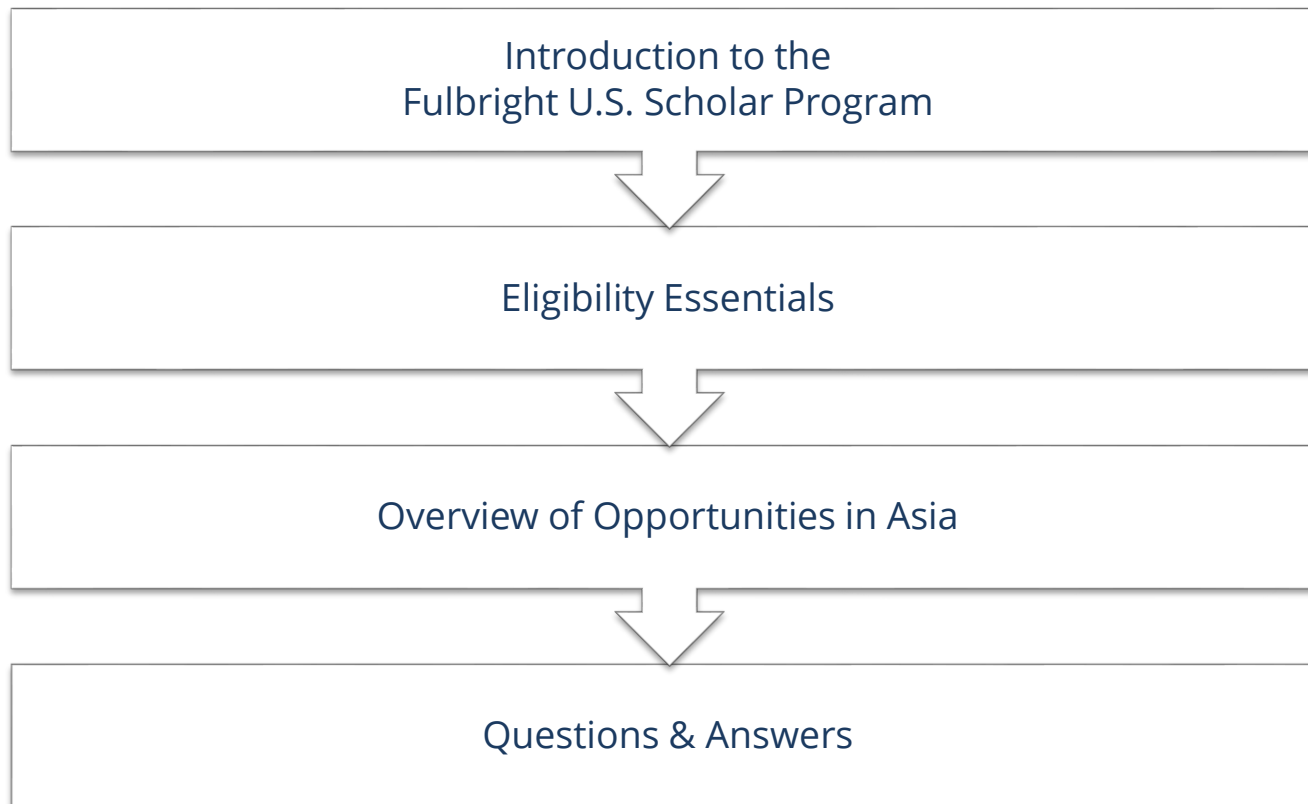 Introduction to the
Fulbright U.S. Scholar Program
Eligibility Essentials
Overview of Opportunities in Asia
Questions & Answers